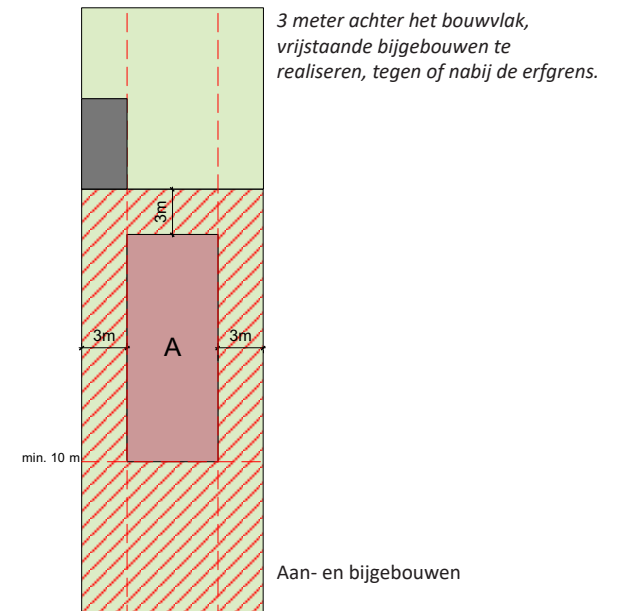 3 meter achter het bouwvlak,
vrijstaande bijgebouwen te
realiseren, tegen of nabij de erfgrens.
3m
3m
A
3m
min. 10 m
Aan- en bijgebouwen